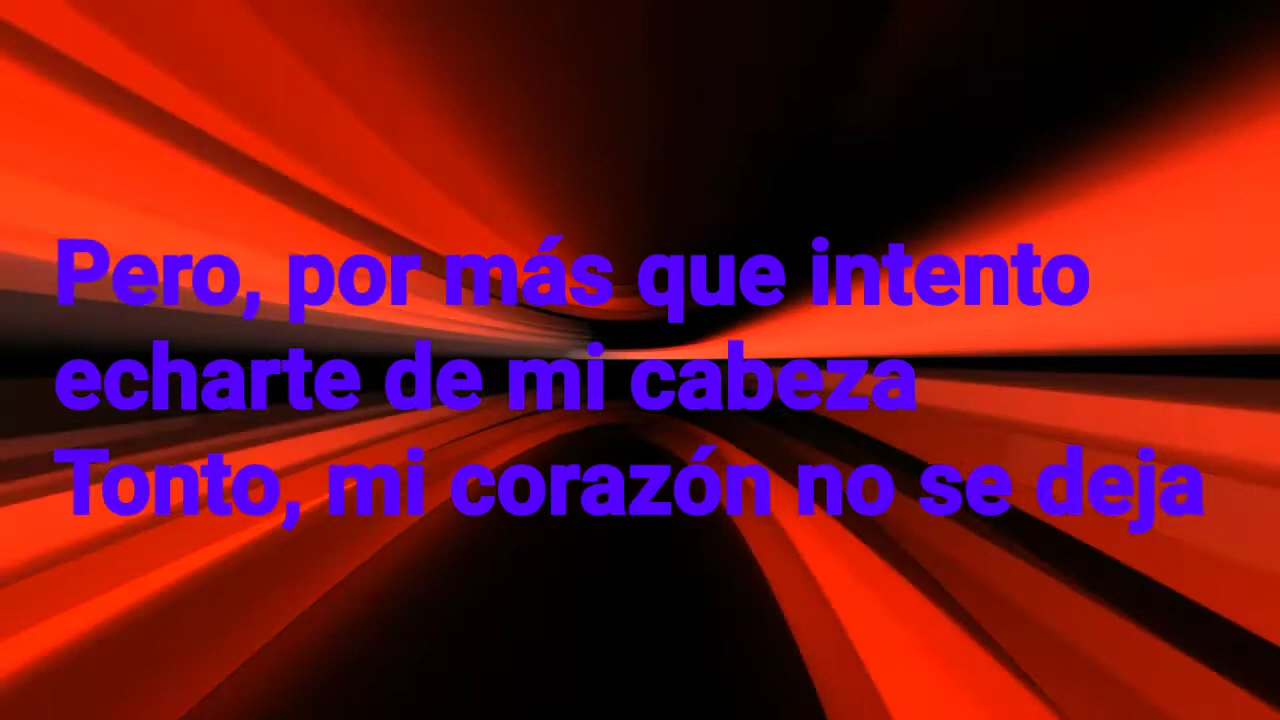 Pero, por más que intento
echarte de mi cabeza
Tonto, mi corazón no se deja